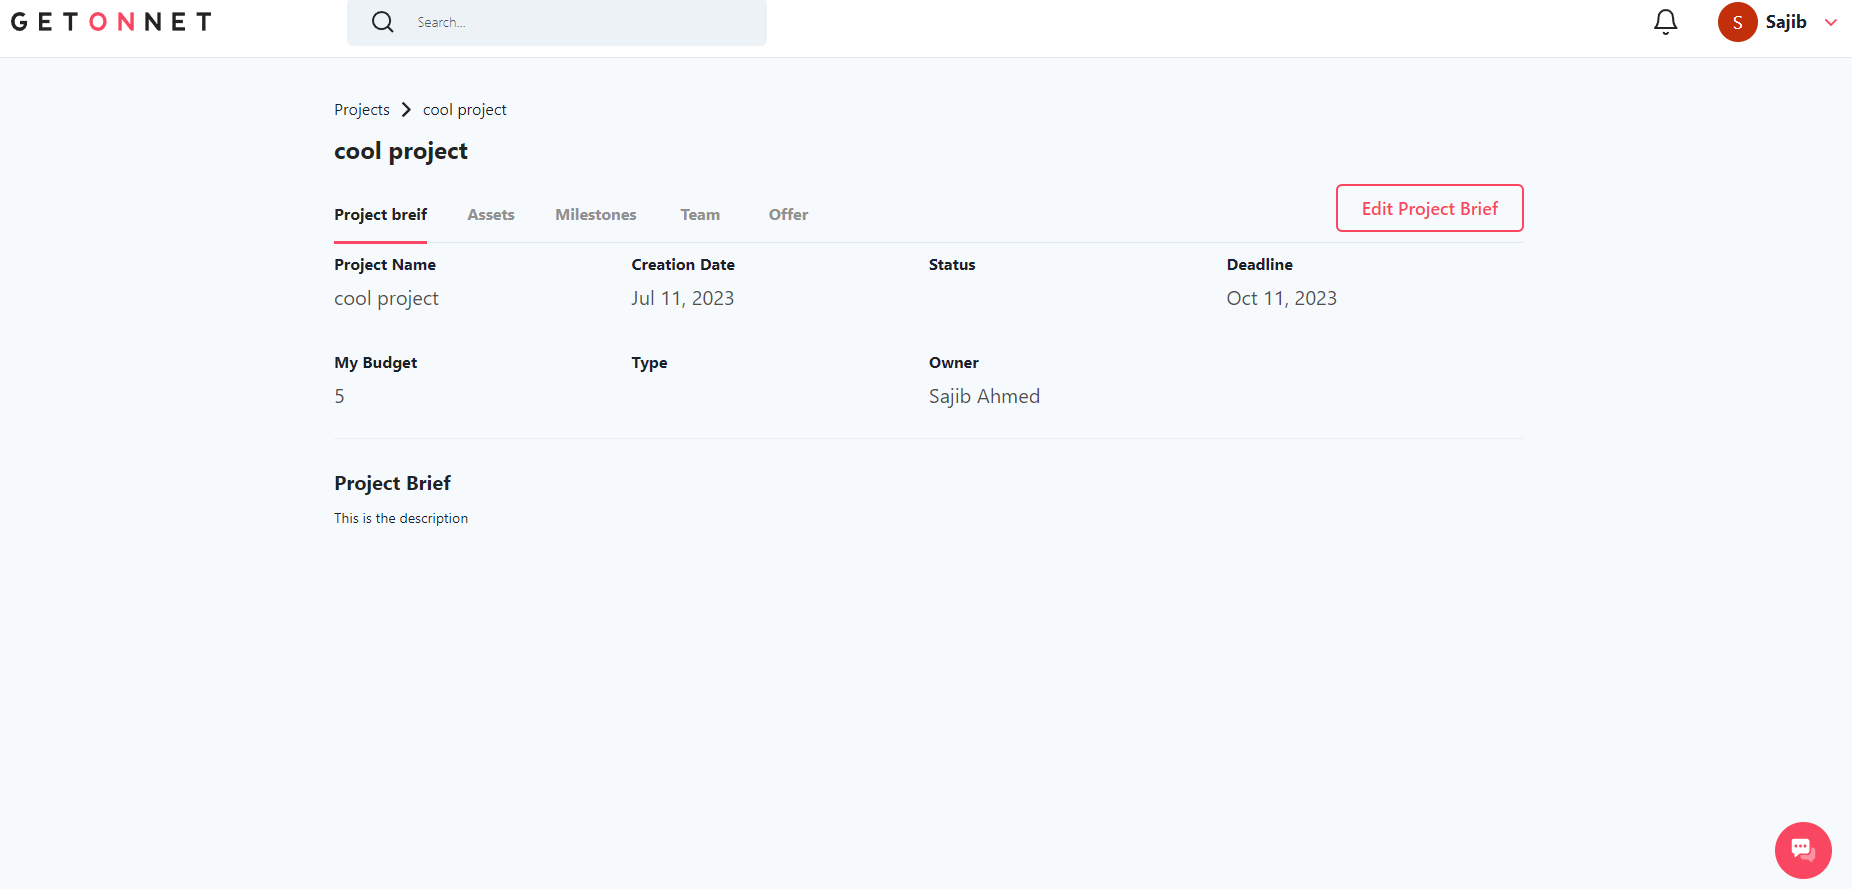 GETONNET
Search...
S
Sajib
Projects
cool project
cool project
Project breif
Assets
Milestones
Team
Offer
Edit Project Brief
Project Name
Creation Date
Status
Deadline
cool project
Jul 11, 2023
Oct 11, 2023
My Budget
Type
Owner
5
Sajib Ahmed
Project Brief
This is the description